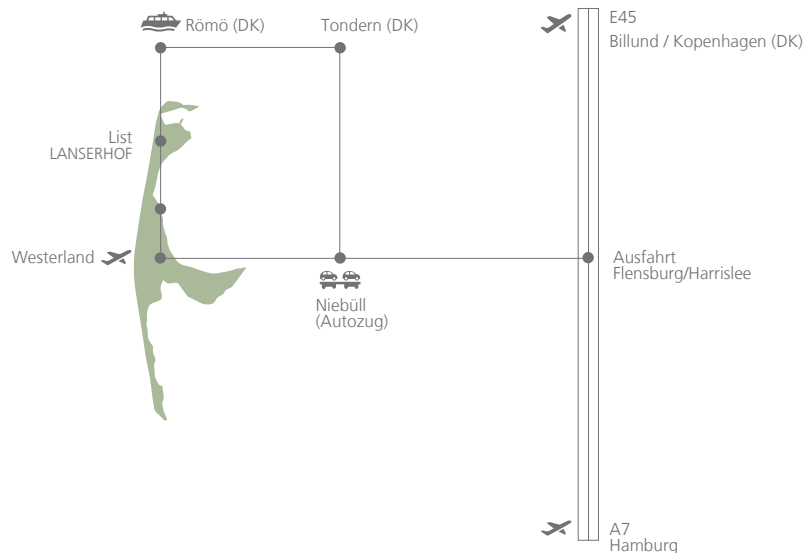 Römö (DK)
Tondern (DK)
E45
Billund / Kopenhagen (DK)
List
LANSERHOF
Westerland
Ausfahrt
Flensburg/Harrislee
Niebüll
(Autozug)
A7
Hamburg